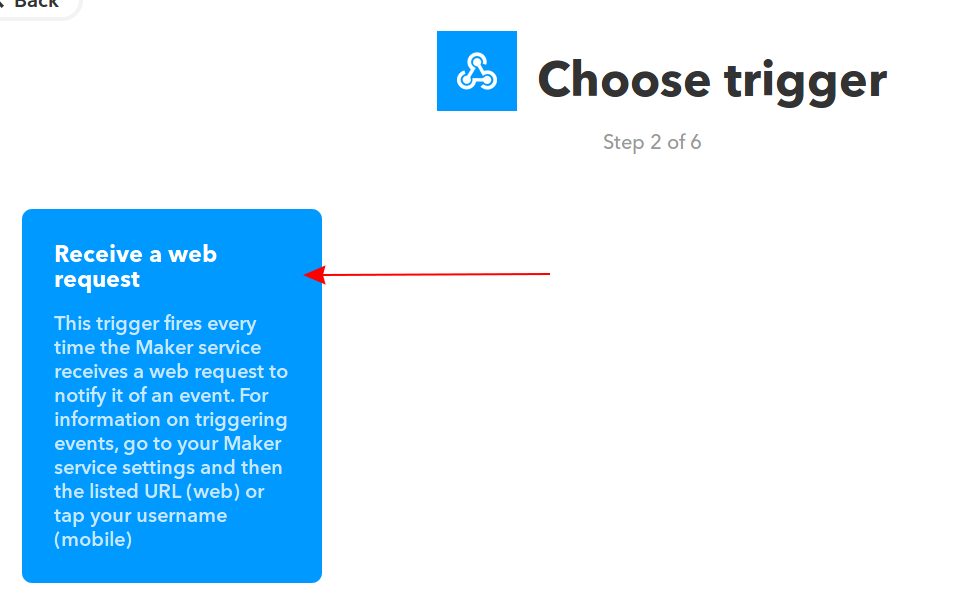 Back
Choose trigger
Step 2 of 6
Receive a web
request
This trigger fires every
time the Maker service
receives a web request to
notify it of an event. For
information on triggering
events, go to your Maker
service settings and then
the listed URL (web) or
tap your username
(mobile)